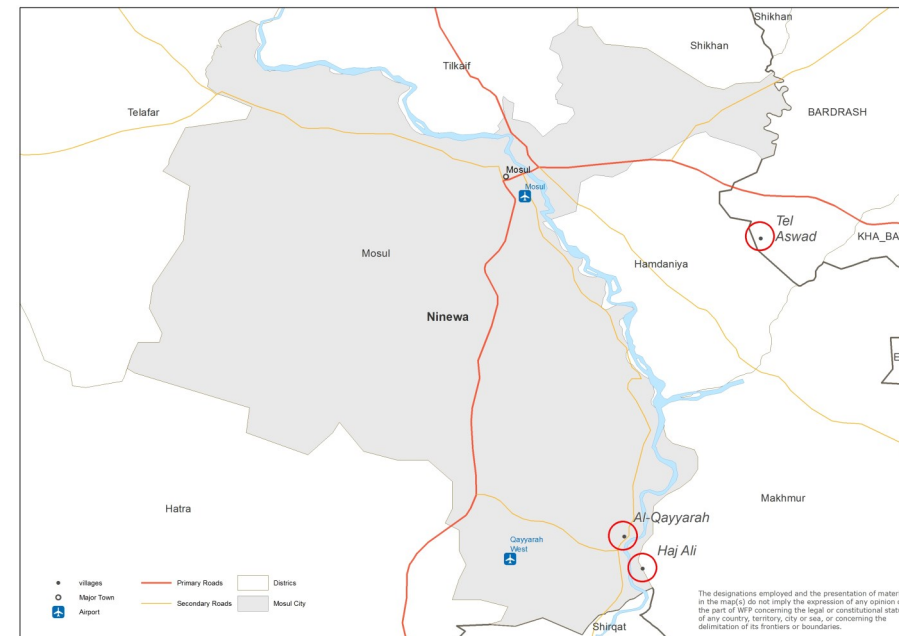 Shikhan
Shikhan
Tilkaif
Telafar
BARDRASH
Mosul
Mosul
Tel
Aswad
KHA_BA
Mosul
Hamdaniya
Ninewa
E
Makhmur
Hatra
Al-Qayyarah
Qayyarah
West
Haj Ali
villages
Major Town
Airport
Primary Roads
Secondary Roads
Districs
Mosul City
Shirqat
The designations employed and the presentation of mater
in the map(s) do not imply the expression of any opinion o
the part of WFP concerning the legal or constitutional stat
of any country, territory, city or sea, or concerning the
delimitation of its frontiers or boundaries.